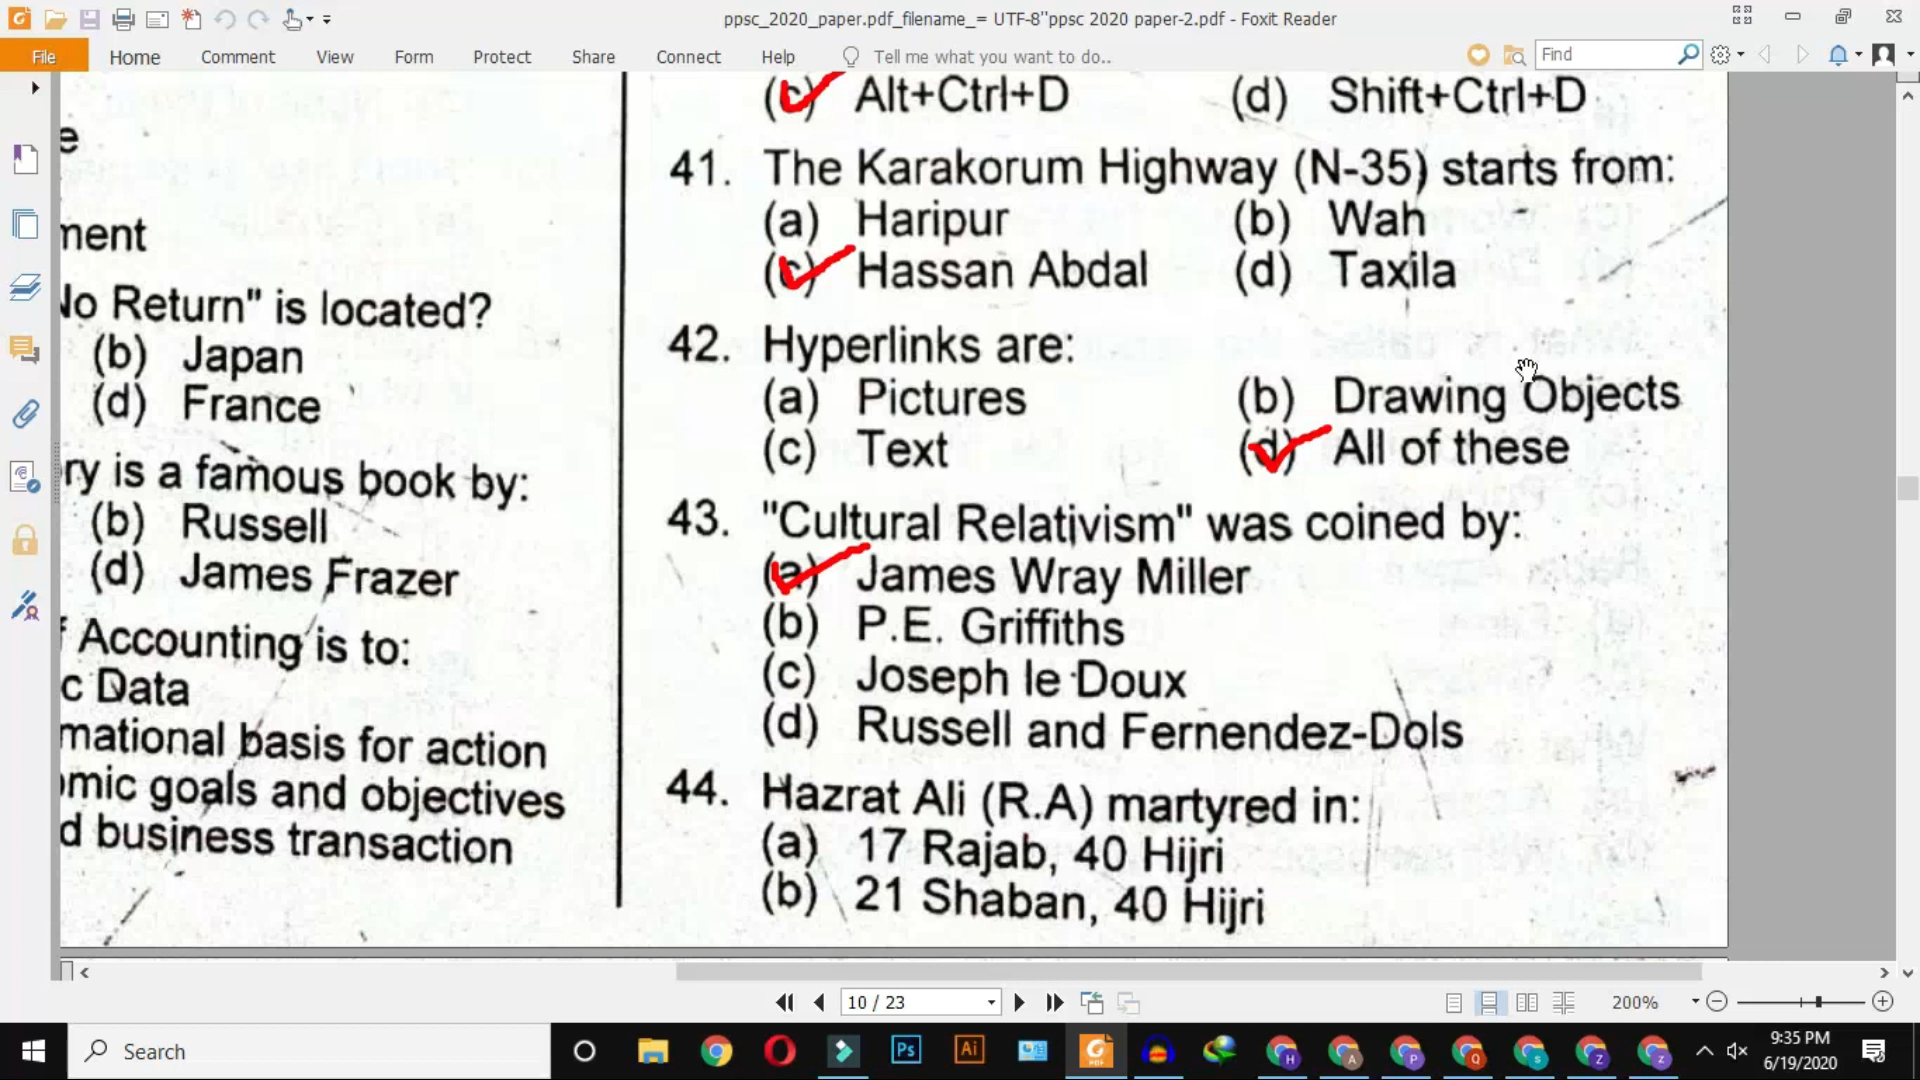 ppsc_2020_paper.pdf_filename_= UTF-8''ppsc 2020 paper-2.pdf - Foxit Reader
File Home Comment View Form Protect Share Connect Help Tell me what you want to do.. Find
e
ment
No Return" is located?
(b) Japan
(d) France
ry is a famous book by:
(b) Russell
(d) James Frazer
f Accounting is to:
c Data
mational basis for action
omic goals and objectives
d business transaction
(c) Alt+Ctrl+D (d) Shift+Ctrl+D
41. The Karakorum Highway (N-35) starts from:
(a) Haripur (b) Wah
(c) Hassan Abdal (d) Taxila
42. Hyperlinks are:
(a) Pictures (b) Drawing Objects
(c) Text (d) All of these
43. "Cultural Relativism" was coined by:
(a) James Wray Miller
(b) P.E. Griffiths
(c) Joseph le Doux
(d) Russell and Fernendez-Dols
44. Hazrat Ali (R.A) martyred in:
(a) 17 Rajab, 40 Hijri
(b) 21 Shaban, 40 Hijri
10 / 23 200%
Search Ps Ai 9:35 PM
6/19/2020